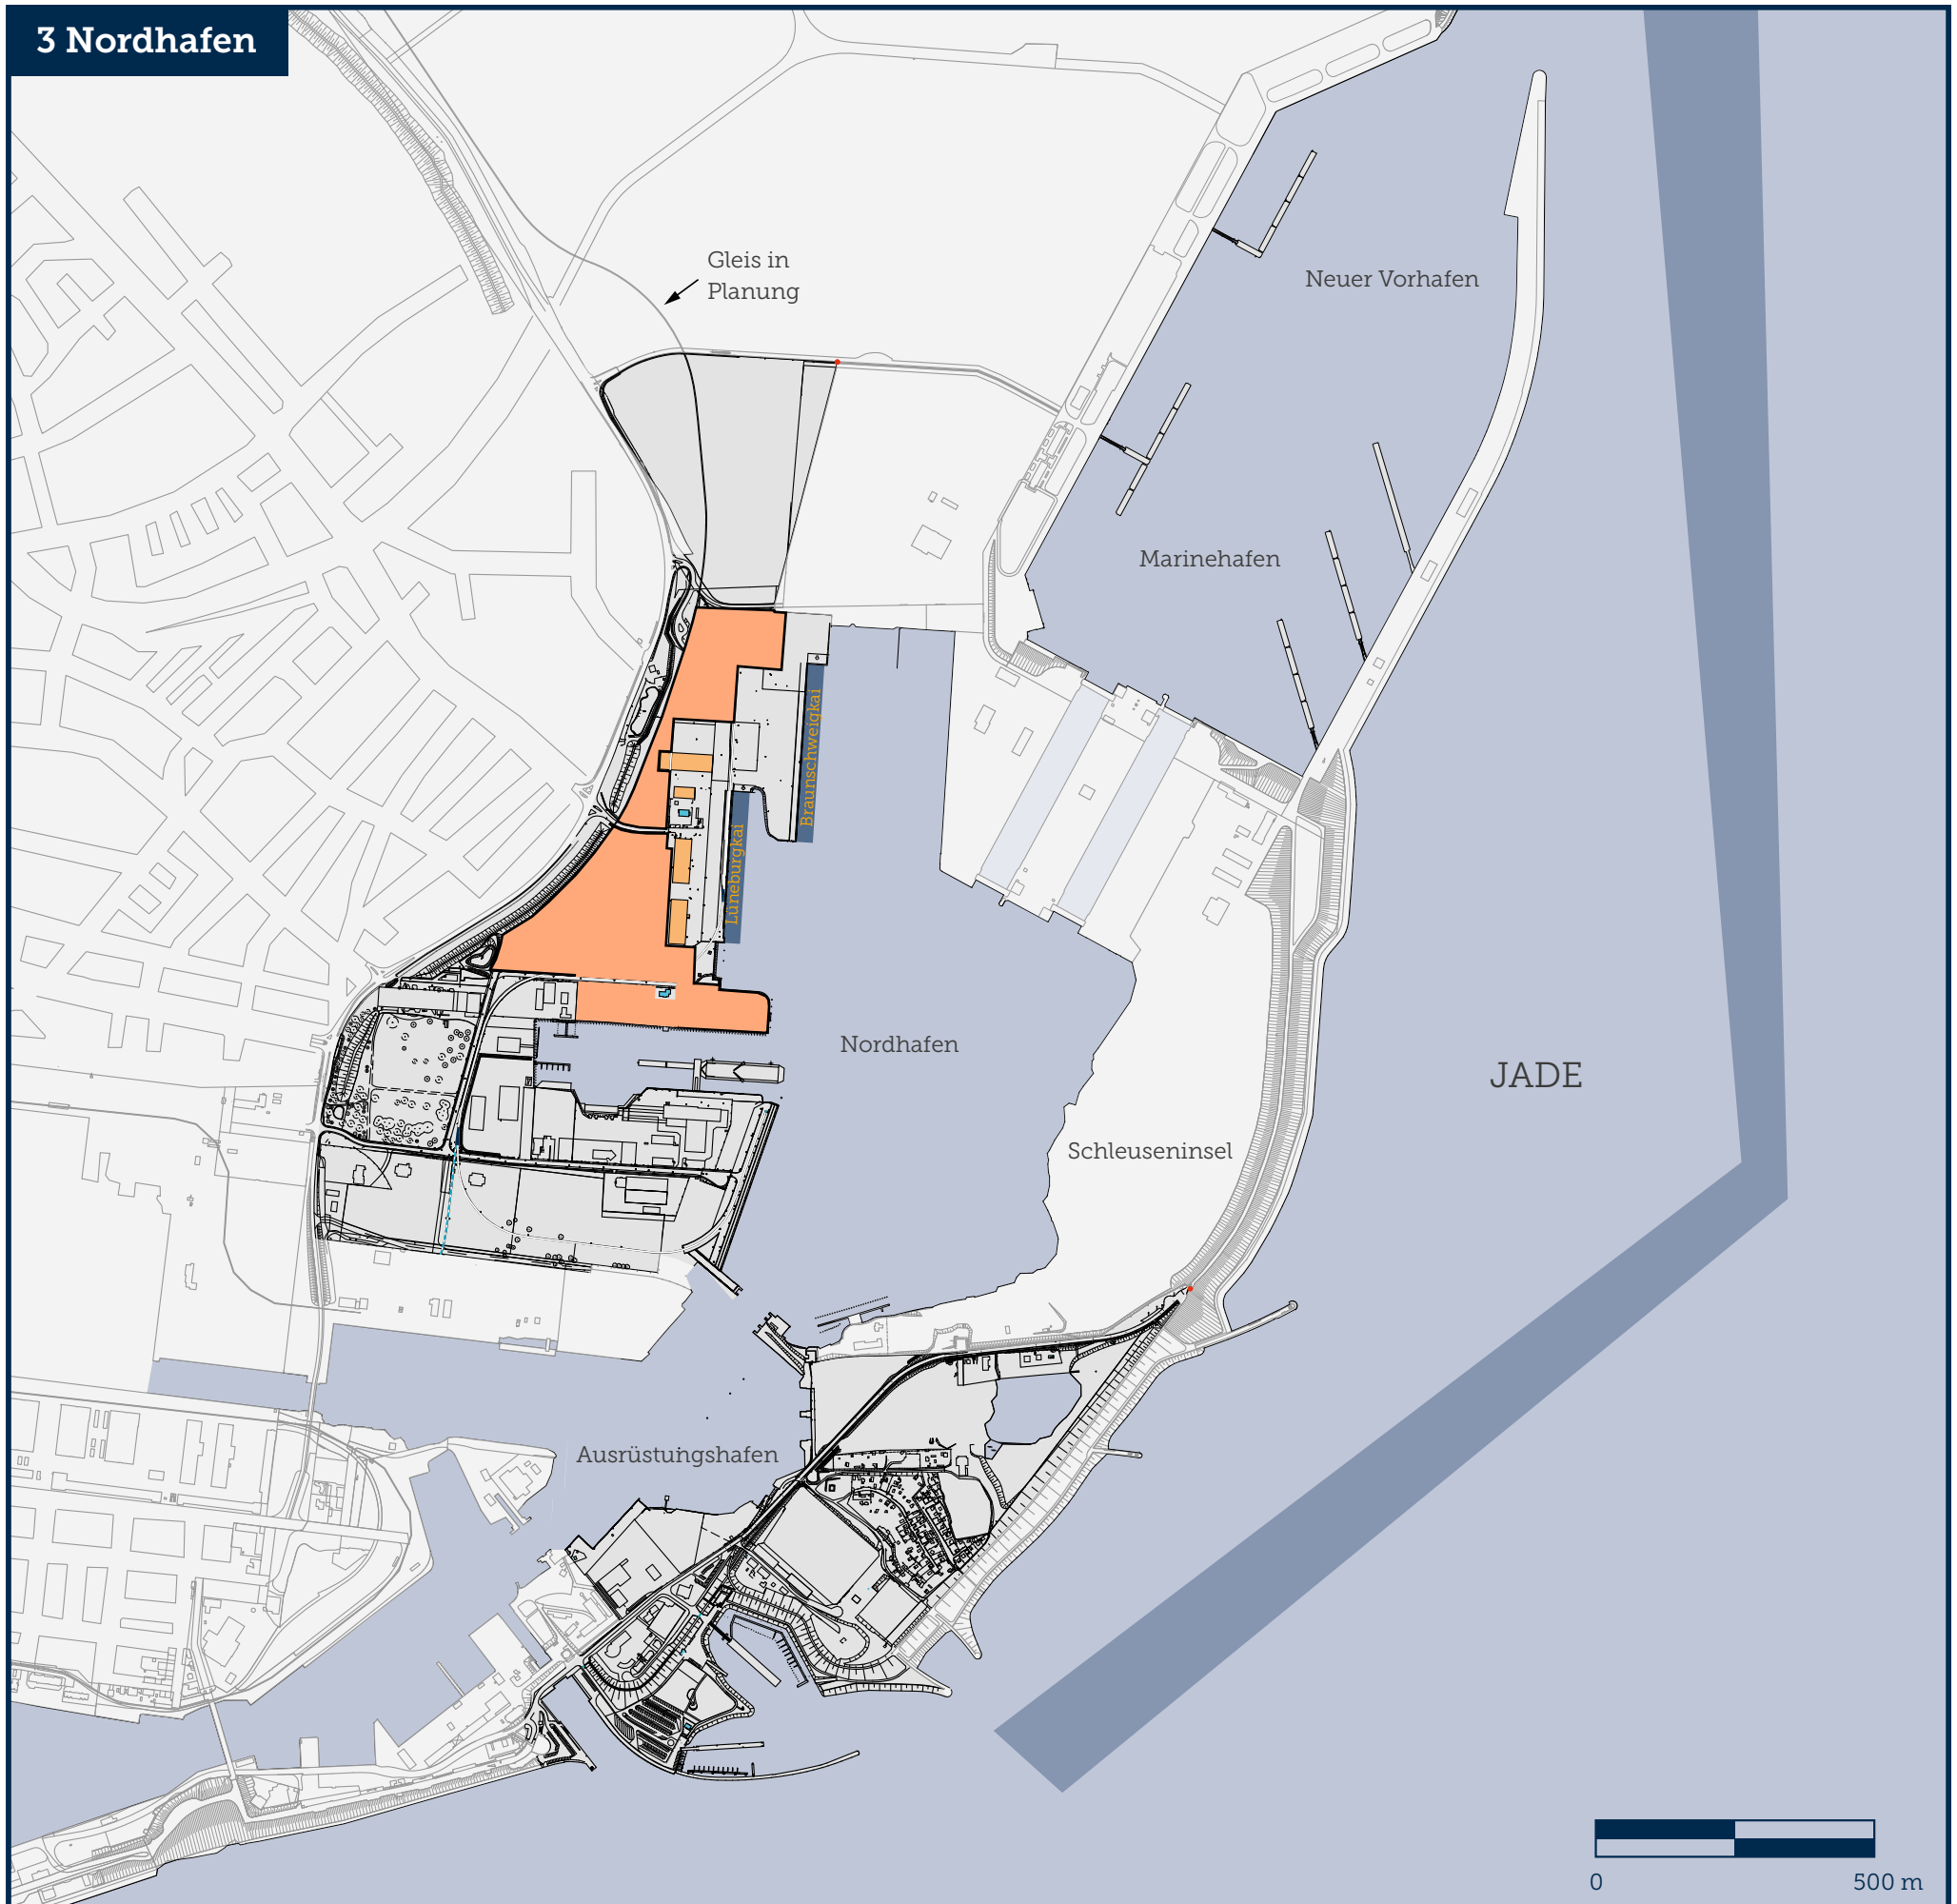 3 Nordhafen
Gleis in
Planung
Neuer Vorhafen
Marinehafen
Braunschweigkai
Lüneburgkai
Nordhafen
JADE
Schleuseninsel
Ausrüstungshafen
0
500 m